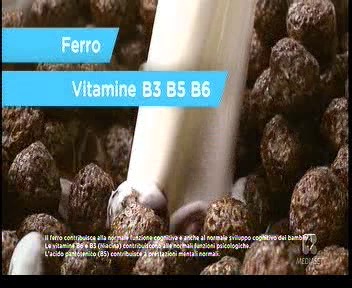 Ferro
Vitamine B3 B5 B6
Il ferro contribuisce alla normale funzione cognitiva e anche al normale sviluppo cognitivo dei bambini.
Le vitamine B6 e B3 (Niacina) contribuiscono alle normali funzioni psicologiche.
L'acido pantotenico (B5) contribuisce a prestazioni mentali normali.
MEDIASET